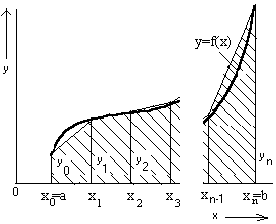 y=f(x)
y
y₀ y₁ y₂ yₙ
0 x₀=a x₁ x₂ x₃ xₙ₋₁ xₙ=b
x